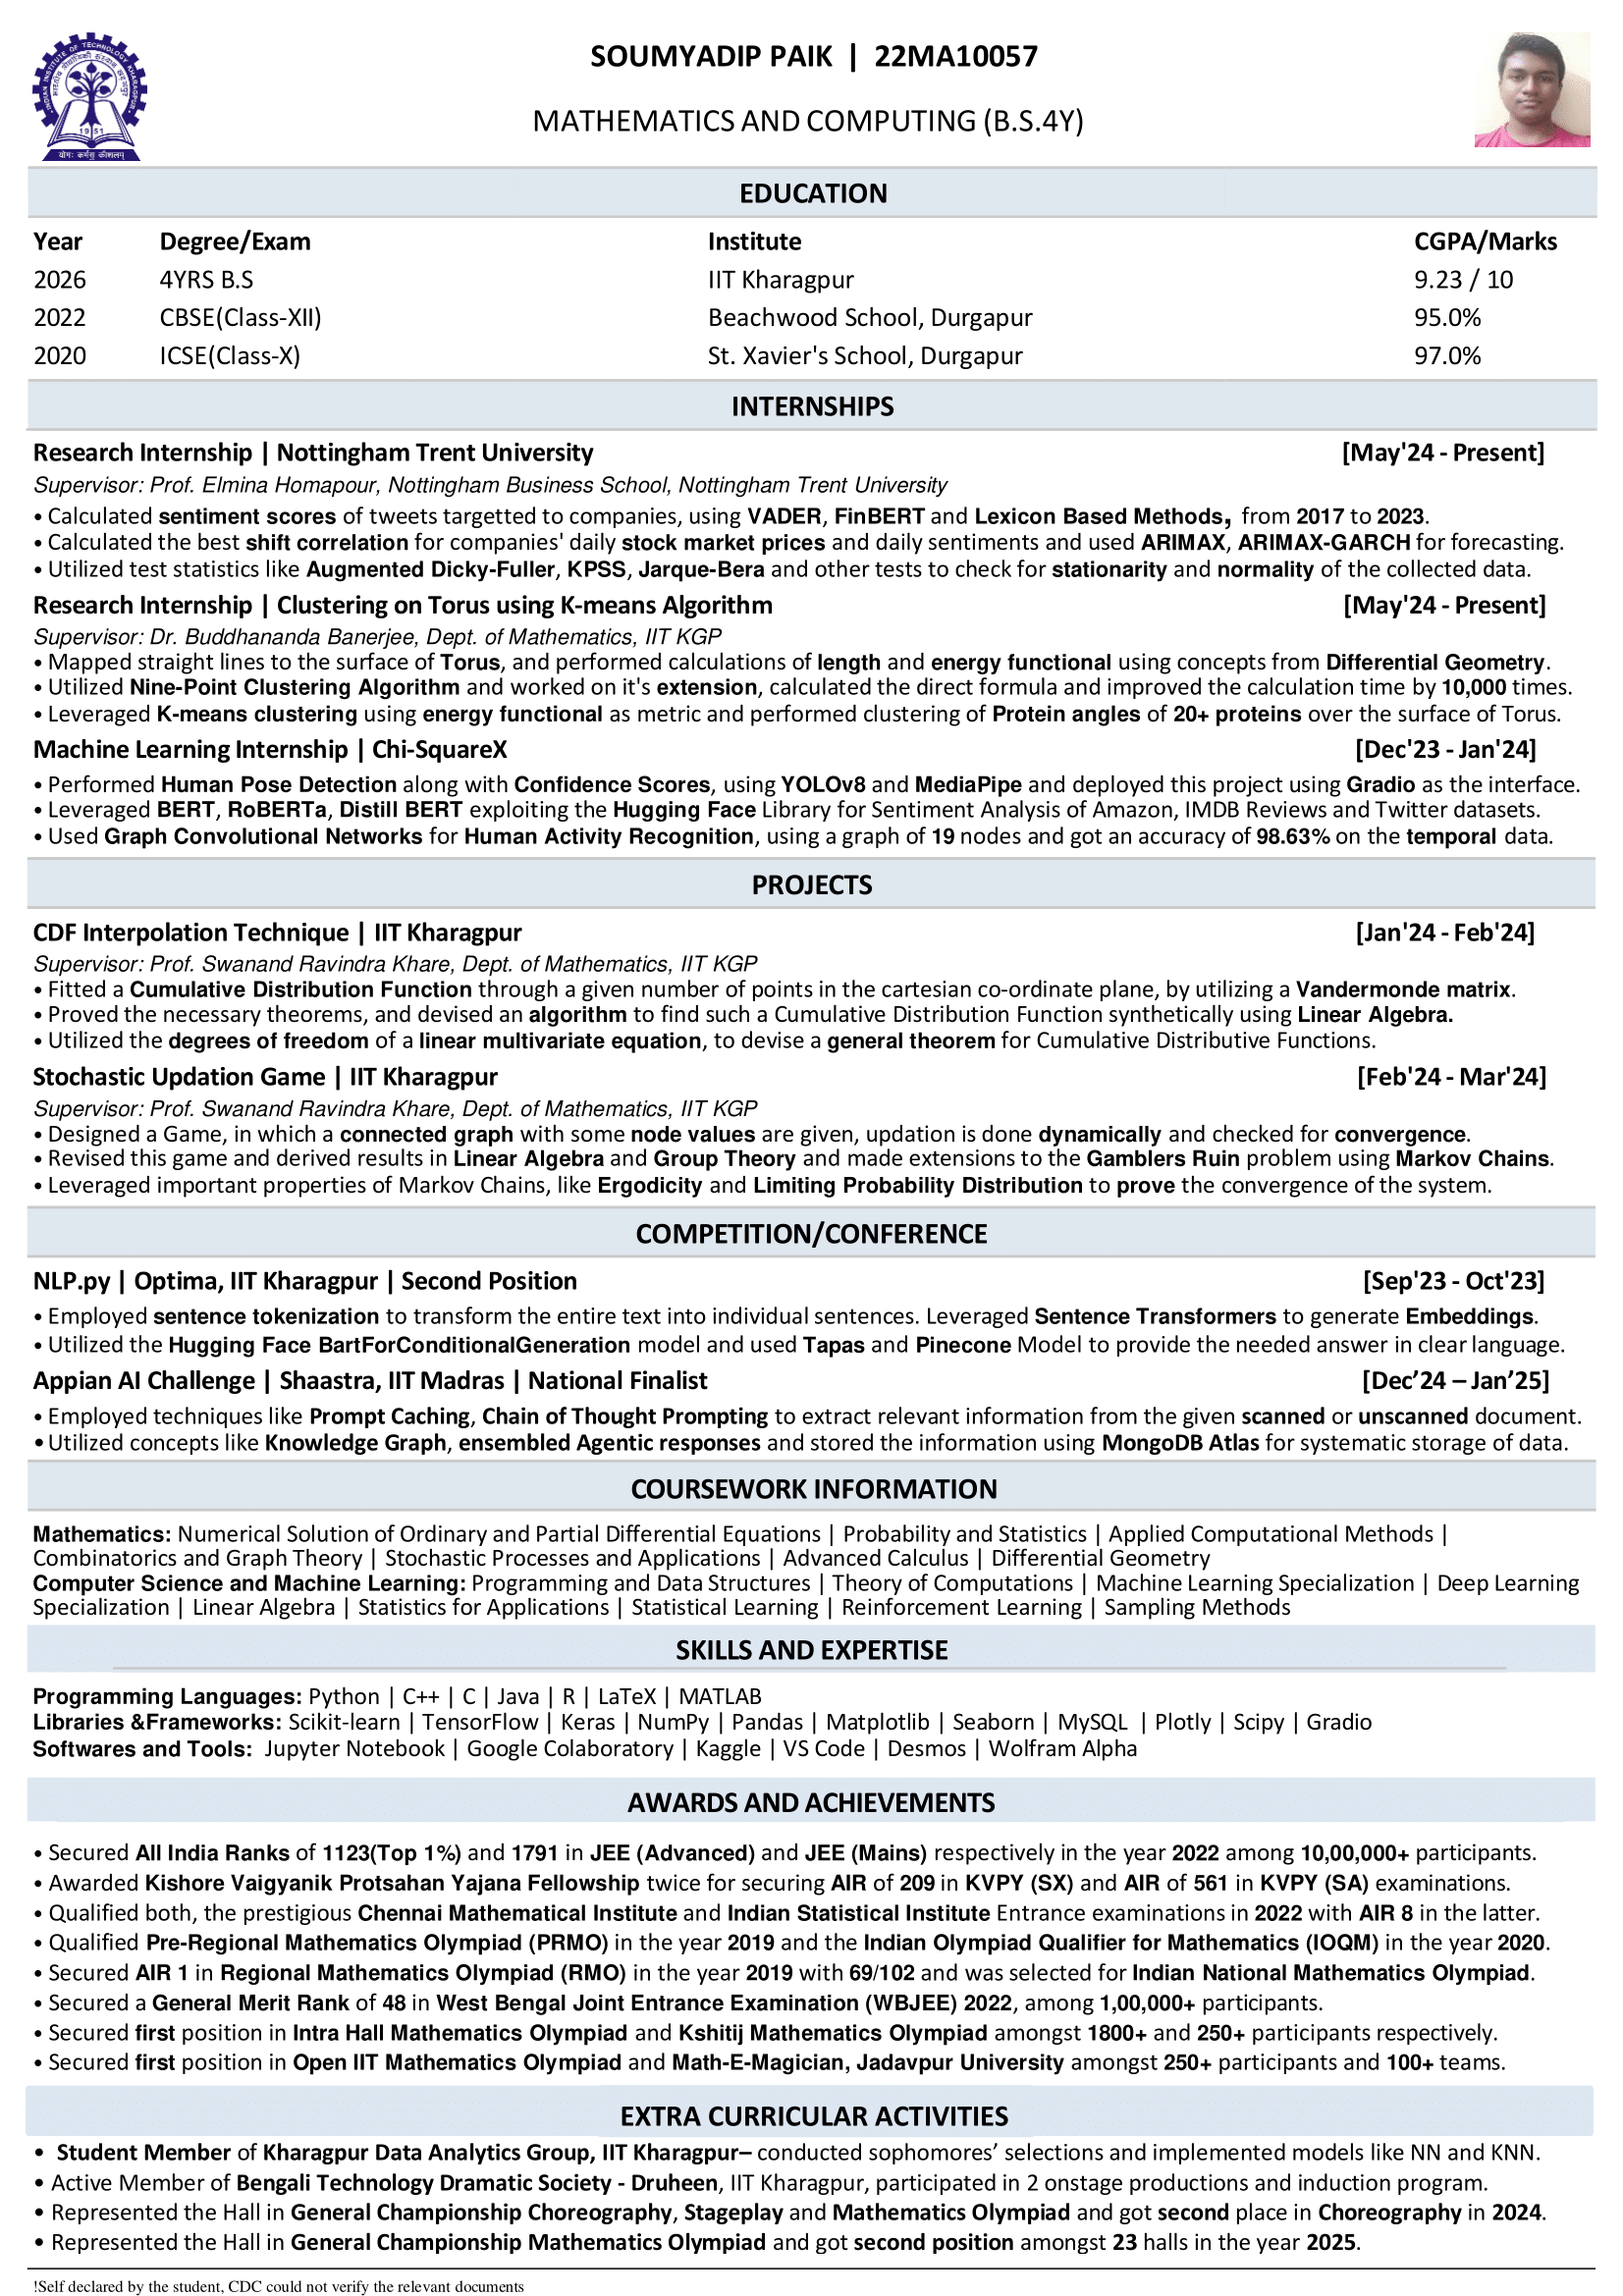 SOUMYADIP PAIK | 22MA10057
MATHEMATICS AND COMPUTING (B.S.4Y)
INDIAN INSTITUTE OF TECHNOLOGY KHARAGPUR
1951
योगः कर्मसु कौशलम्
EDUCATION
Year Degree/Exam Institute CGPA/Marks
2026 4YRS B.S IIT Kharagpur 9.23 / 10
2022 CBSE(Class-XII) Beachwood School, Durgapur 95.0%
2020 ICSE(Class-X) St. Xavier's School, Durgapur 97.0%
INTERNSHIPS
Research Internship | Nottingham Trent University [May'24 - Present]
Supervisor: Prof. Elmina Homapour, Nottingham Business School, Nottingham Trent University
• Calculated sentiment scores of tweets targetted to companies, using VADER, FinBERT and Lexicon Based Methods, from 2017 to 2023.
• Calculated the best shift correlation for companies' daily stock market prices and daily sentiments and used ARIMAX, ARIMAX-GARCH for forecasting.
• Utilized test statistics like Augmented Dicky-Fuller, KPSS, Jarque-Bera and other tests to check for stationarity and normality of the collected data.
Research Internship | Clustering on Torus using K-means Algorithm [May'24 - Present]
Supervisor: Dr. Buddhananda Banerjee, Dept. of Mathematics, IIT KGP
• Mapped straight lines to the surface of Torus, and performed calculations of length and energy functional using concepts from Differential Geometry.
• Utilized Nine-Point Clustering Algorithm and worked on it's extension, calculated the direct formula and improved the calculation time by 10,000 times.
• Leveraged K-means clustering using energy functional as metric and performed clustering of Protein angles of 20+ proteins over the surface of Torus.
Machine Learning Internship | Chi-SquareX [Dec'23 - Jan'24]
• Performed Human Pose Detection along with Confidence Scores, using YOLOv8 and MediaPipe and deployed this project using Gradio as the interface.
• Leveraged BERT, RoBERTa, Distill BERT exploiting the Hugging Face Library for Sentiment Analysis of Amazon, IMDB Reviews and Twitter datasets.
• Used Graph Convolutional Networks for Human Activity Recognition, using a graph of 19 nodes and got an accuracy of 98.63% on the temporal data.
PROJECTS
CDF Interpolation Technique | IIT Kharagpur [Jan'24 - Feb'24]
Supervisor: Prof. Swanand Ravindra Khare, Dept. of Mathematics, IIT KGP
• Fitted a Cumulative Distribution Function through a given number of points in the cartesian co-ordinate plane, by utilizing a Vandermonde matrix.
• Proved the necessary theorems, and devised an algorithm to find such a Cumulative Distribution Function synthetically using Linear Algebra.
• Utilized the degrees of freedom of a linear multivariate equation, to devise a general theorem for Cumulative Distributive Functions.
Stochastic Updation Game | IIT Kharagpur [Feb'24 - Mar'24]
Supervisor: Prof. Swanand Ravindra Khare, Dept. of Mathematics, IIT KGP
• Designed a Game, in which a connected graph with some node values are given, updation is done dynamically and checked for convergence.
• Revised this game and derived results in Linear Algebra and Group Theory and made extensions to the Gamblers Ruin problem using Markov Chains.
• Leveraged important properties of Markov Chains, like Ergodicity and Limiting Probability Distribution to prove the convergence of the system.
COMPETITION/CONFERENCE
NLP.py | Optima, IIT Kharagpur | Second Position [Sep'23 - Oct'23]
• Employed sentence tokenization to transform the entire text into individual sentences. Leveraged Sentence Transformers to generate Embeddings.
• Utilized the Hugging Face BartForConditionalGeneration model and used Tapas and Pinecone Model to provide the needed answer in clear language.
Appian AI Challenge | Shaastra, IIT Madras | National Finalist [Dec’24 – Jan’25]
• Employed techniques like Prompt Caching, Chain of Thought Prompting to extract relevant information from the given scanned or unscanned document.
• Utilized concepts like Knowledge Graph, ensembled Agentic responses and stored the information using MongoDB Atlas for systematic storage of data.
COURSEWORK INFORMATION
Mathematics: Numerical Solution of Ordinary and Partial Differential Equations | Probability and Statistics | Applied Computational Methods |
Combinatorics and Graph Theory | Stochastic Processes and Applications | Advanced Calculus | Differential Geometry
Computer Science and Machine Learning: Programming and Data Structures | Theory of Computations | Machine Learning Specialization | Deep Learning
Specialization | Linear Algebra | Statistics for Applications | Statistical Learning | Reinforcement Learning | Sampling Methods
SKILLS AND EXPERTISE
Programming Languages: Python | C++ | C | Java | R | LaTeX | MATLAB
Libraries &Frameworks: Scikit-learn | TensorFlow | Keras | NumPy | Pandas | Matplotlib | Seaborn | MySQL | Plotly | Scipy | Gradio
Softwares and Tools: Jupyter Notebook | Google Colaboratory | Kaggle | VS Code | Desmos | Wolfram Alpha
AWARDS AND ACHIEVEMENTS
• Secured All India Ranks of 1123(Top 1%) and 1791 in JEE (Advanced) and JEE (Mains) respectively in the year 2022 among 10,00,000+ participants.
• Awarded Kishore Vaigyanik Protsahan Yajana Fellowship twice for securing AIR of 209 in KVPY (SX) and AIR of 561 in KVPY (SA) examinations.
• Qualified both, the prestigious Chennai Mathematical Institute and Indian Statistical Institute Entrance examinations in 2022 with AIR 8 in the latter.
• Qualified Pre-Regional Mathematics Olympiad (PRMO) in the year 2019 and the Indian Olympiad Qualifier for Mathematics (IOQM) in the year 2020.
• Secured AIR 1 in Regional Mathematics Olympiad (RMO) in the year 2019 with 69/102 and was selected for Indian National Mathematics Olympiad.
• Secured a General Merit Rank of 48 in West Bengal Joint Entrance Examination (WBJEE) 2022, among 1,00,000+ participants.
• Secured first position in Intra Hall Mathematics Olympiad and Kshitij Mathematics Olympiad amongst 1800+ and 250+ participants respectively.
• Secured first position in Open IIT Mathematics Olympiad and Math-E-Magician, Jadavpur University amongst 250+ participants and 100+ teams.
EXTRA CURRICULAR ACTIVITIES
• Student Member of Kharagpur Data Analytics Group, IIT Kharagpur– conducted sophomores’ selections and implemented models like NN and KNN.
• Active Member of Bengali Technology Dramatic Society - Druheen, IIT Kharagpur, participated in 2 onstage productions and induction program.
• Represented the Hall in General Championship Choreography, Stageplay and Mathematics Olympiad and got second place in Choreography in 2024.
• Represented the Hall in General Championship Mathematics Olympiad and got second position amongst 23 halls in the year 2025.
!Self declared by the student, CDC could not verify the relevant documents